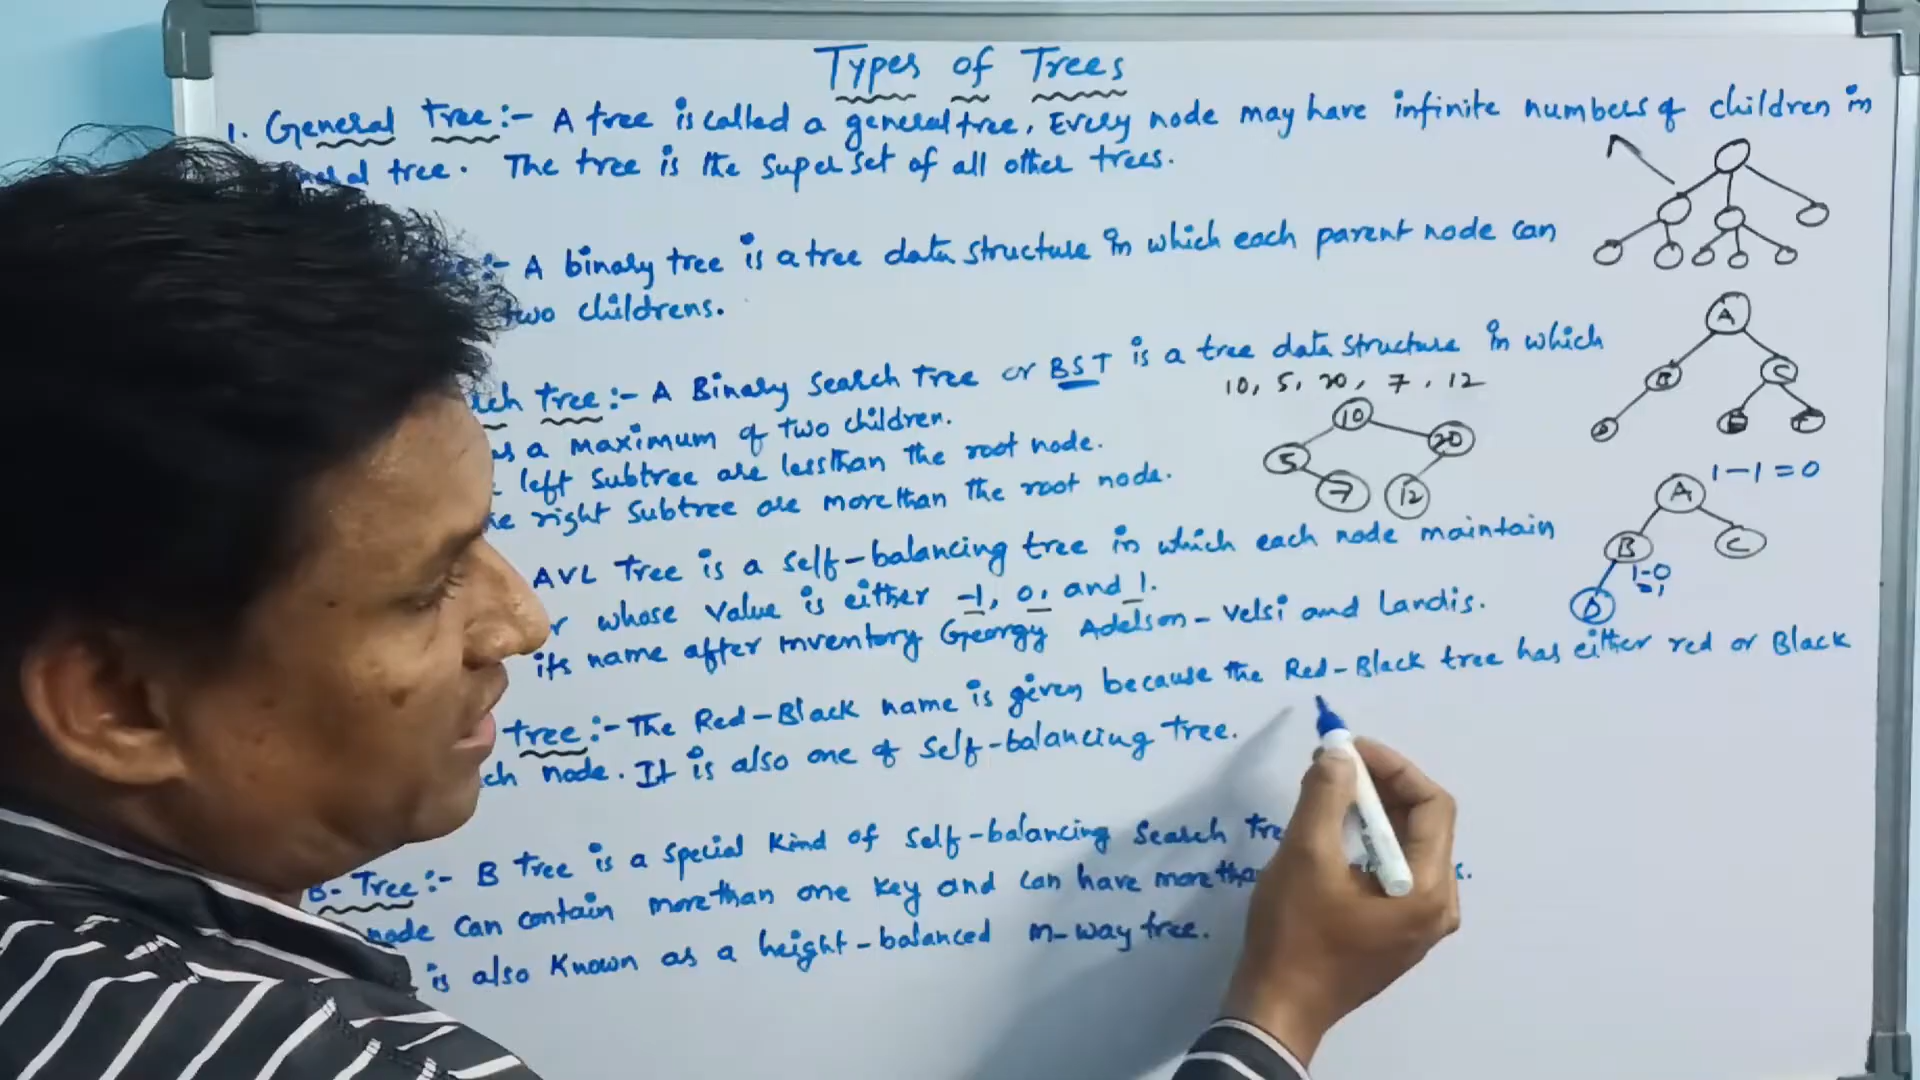 Types of Trees
1. General Tree:- A tree is called a general tree, Every node may have infinite numbers of children in
tree. The tree is the super set of all other trees.
:- A binary tree is a tree data structure in which each parent node can
two childrens.
tree:- A Binary Search Tree or BST is a tree data structure in which
10, 5, 20, 7, 12
a maximum of two children.
left subtree are lessthan the root node.
right subtree are morethan the root node.
AVL Tree is a self-balancing tree in which each node maintain
whose value is either -1, 0, and 1.
its name after inventory Georgy Adelson-Velsi and Landis.
tree:- The Red-Black name is given because the Red-Black tree has either red or Black
node. It is also one of self-balancing Tree.
B-Tree:- B Tree is a special kind of self-balancing search
node can contain morethan one key and can have
is also known as a height-balanced m-way tree.
A
B C
D E F
10
5 20
7 12
A 1-1=0
B C
1-0
=1
D